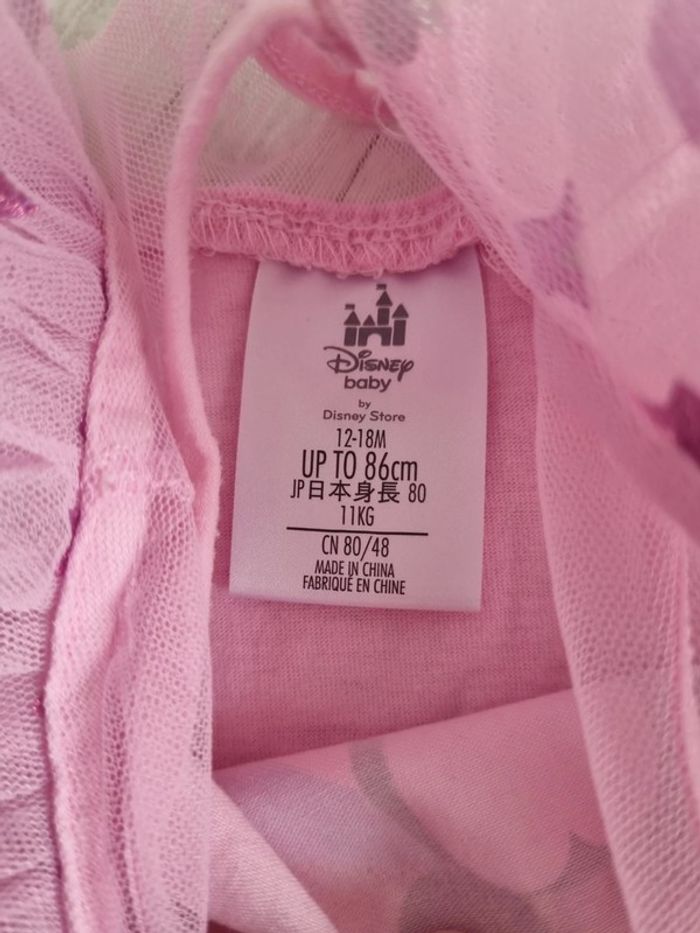 Disney
baby
by
Disney Store
12-18M
UP TO 86cm
JP日本身長 80
11KG
CN 80/48
MADE IN CHINA
FABRIQUÉ EN CHINE